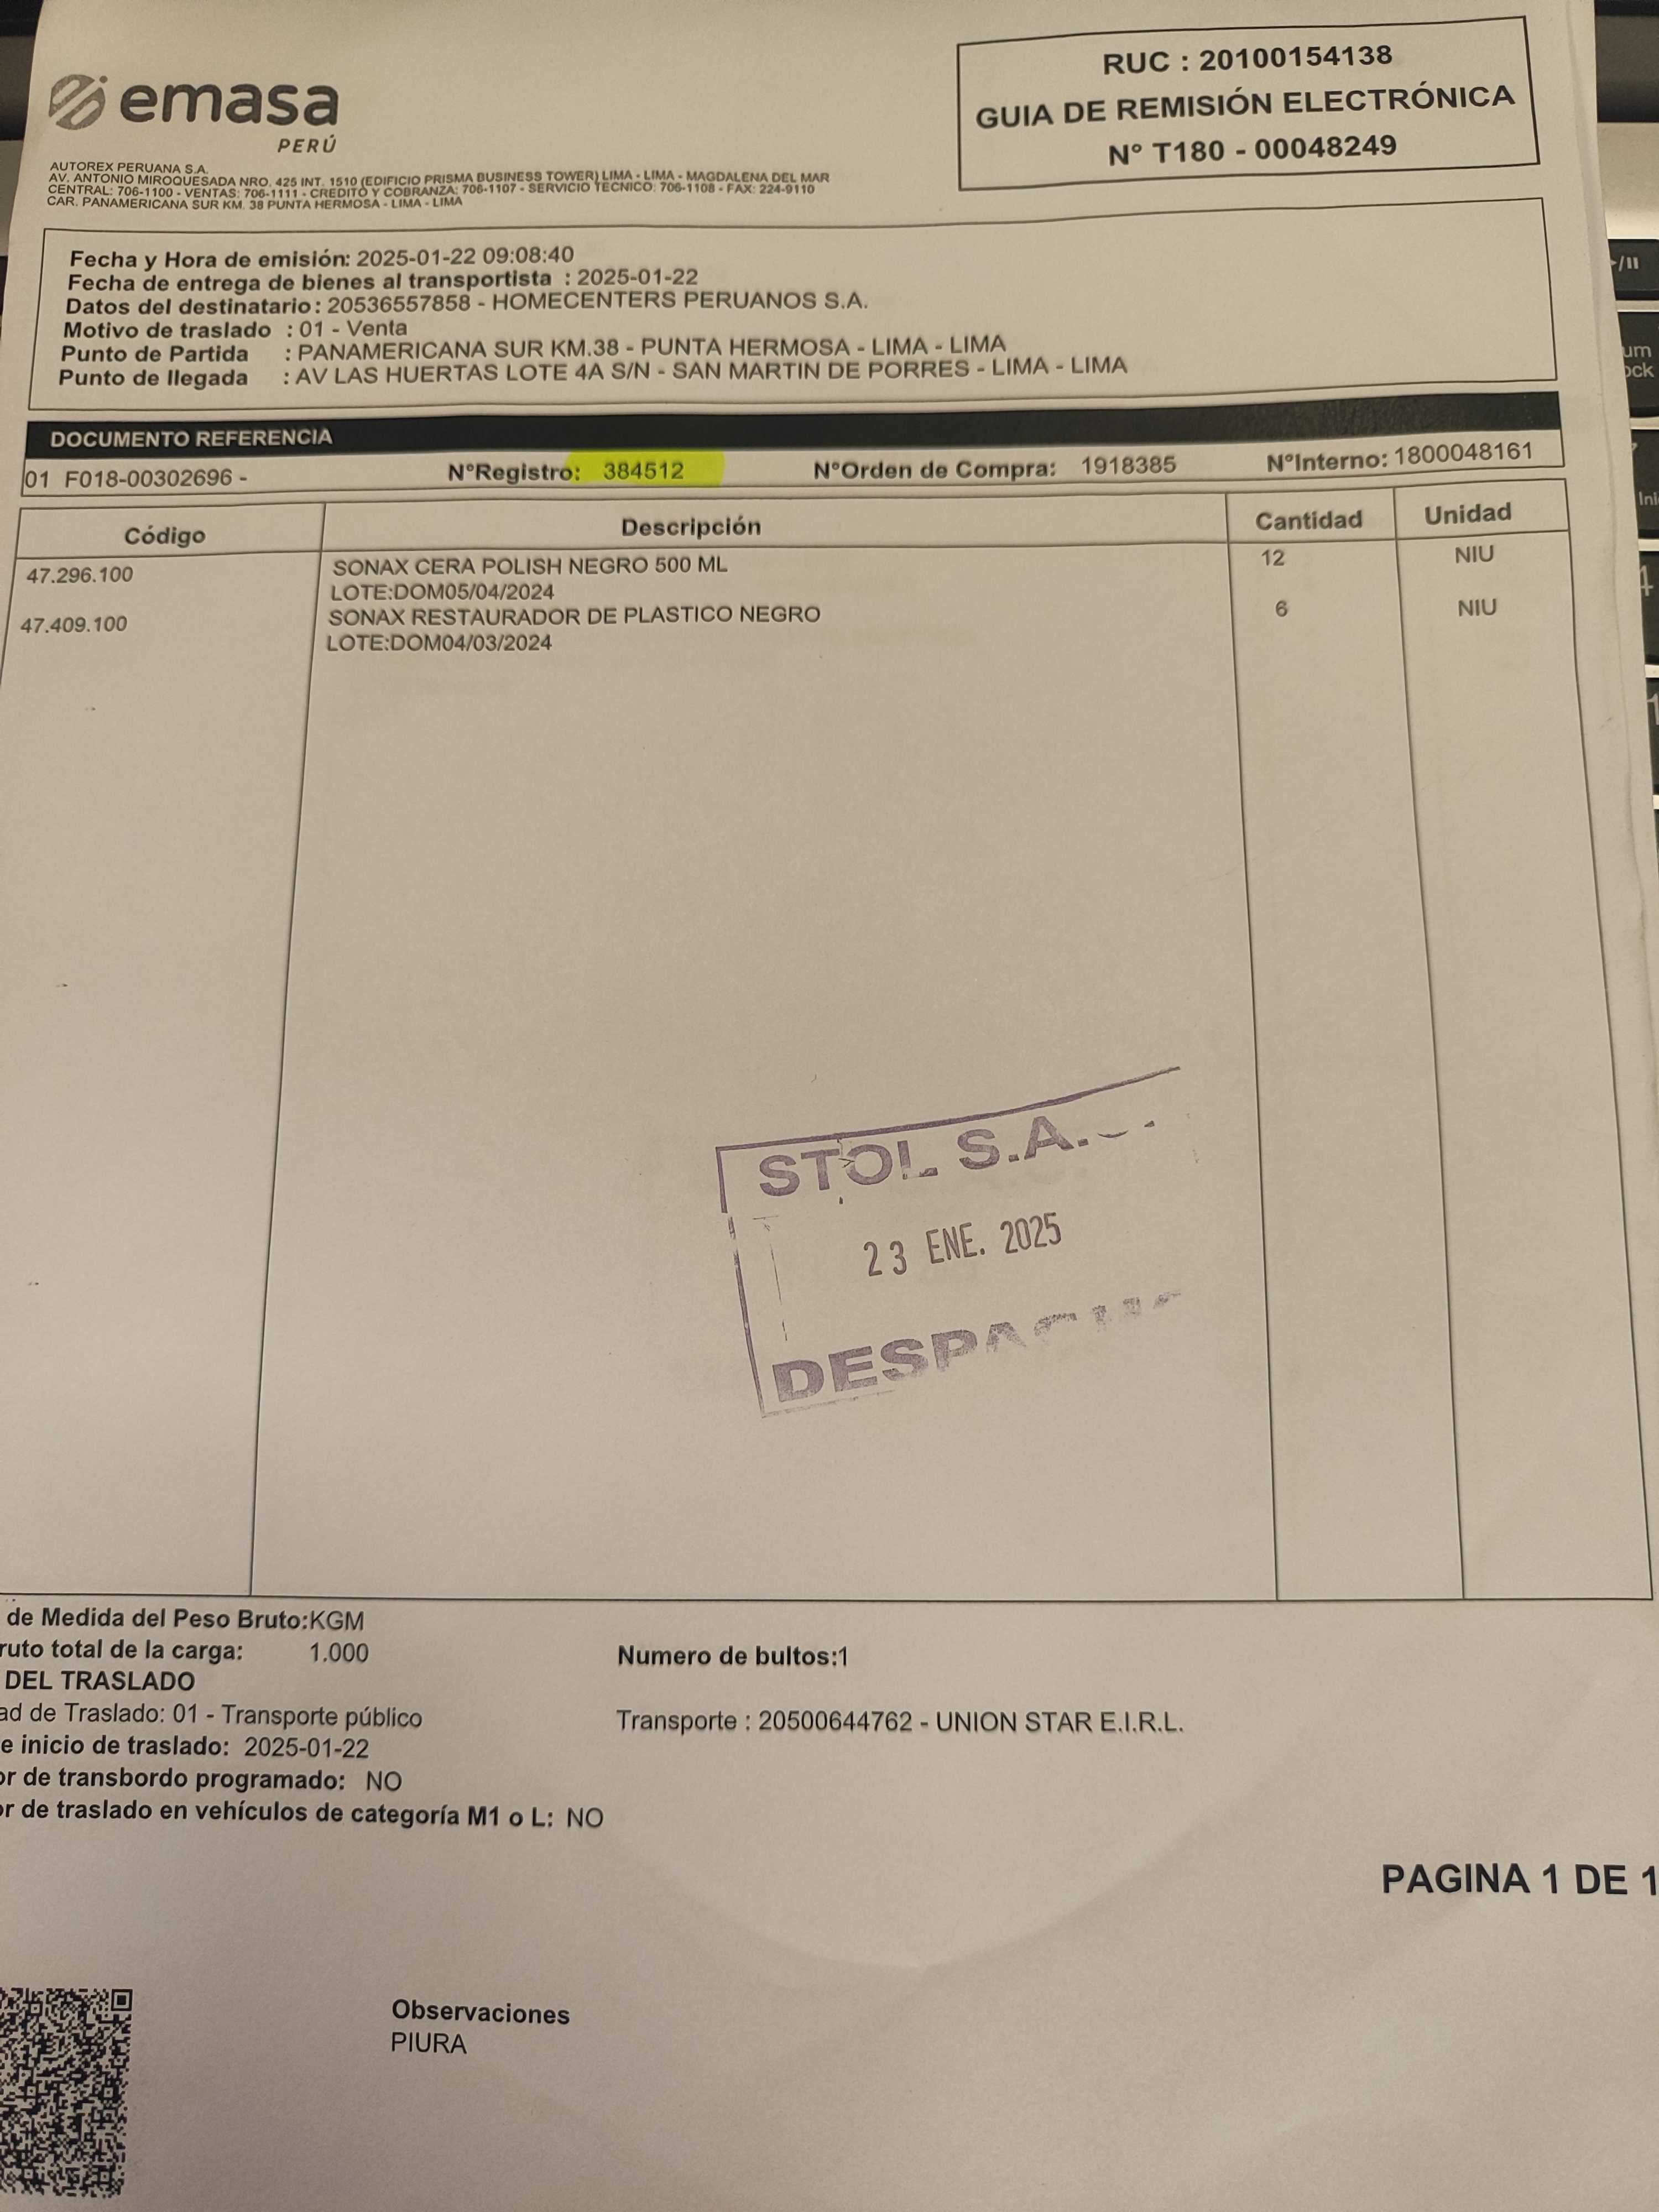 emasa
PERÚ
RUC : 20100154138
GUIA DE REMISIÓN ELECTRÓNICA
Nº T180 - 00048249
AUTOREX PERUANA S.A.
AV. ANTONIO MIROQUESADA NRO. 425 INT. 1510 (EDIFICIO PRISMA BUSINESS TOWER) LIMA - LIMA - MAGDALENA DEL MAR
CENTRAL: 706-1100 - VENTAS: 706-1111 - CREDITO Y COBRANZA: 706-1107 - SERVICIO TECNICO: 706-1108 - FAX: 224-9110
CAR. PANAMERICANA SUR KM. 38 PUNTA HERMOSA - LIMA - LIMA
Fecha y Hora de emisión: 2025-01-22 09:08:40
Fecha de entrega de bienes al transportista : 2025-01-22
Datos del destinatario : 20536557858 - HOMECENTERS PERUANOS S.A.
Motivo de traslado : 01 - Venta
Punto de Partida : PANAMERICANA SUR KM.38 - PUNTA HERMOSA - LIMA - LIMA
Punto de llegada : AV LAS HUERTAS LOTE 4A S/N - SAN MARTIN DE PORRES - LIMA - LIMA
DOCUMENTO REFERENCIA
01 F018-00302696 - NºRegistro: 384512 NºOrden de Compra: 1918385 NºInterno: 1800048161
Código Descripción Cantidad Unidad
47.296.100 SONAX CERA POLISH NEGRO 500 ML 12 NIU
LOTE:DOM05/04/2024
47.409.100 SONAX RESTAURADOR DE PLASTICO NEGRO 6 NIU
LOTE:DOM04/03/2024
STOL S.A.
23 ENE. 2025
de Medida del Peso Bruto:KGM
ruto total de la carga: 1.000 Numero de bultos:1
DEL TRASLADO
ad de Traslado: 01 - Transporte público Transporte : 20500644762 - UNION STAR E.I.R.L.
e inicio de traslado: 2025-01-22
or de transbordo programado: NO
or de traslado en vehículos de categoría M1 o L: NO
PAGINA 1 DE 1
Observaciones
PIURA